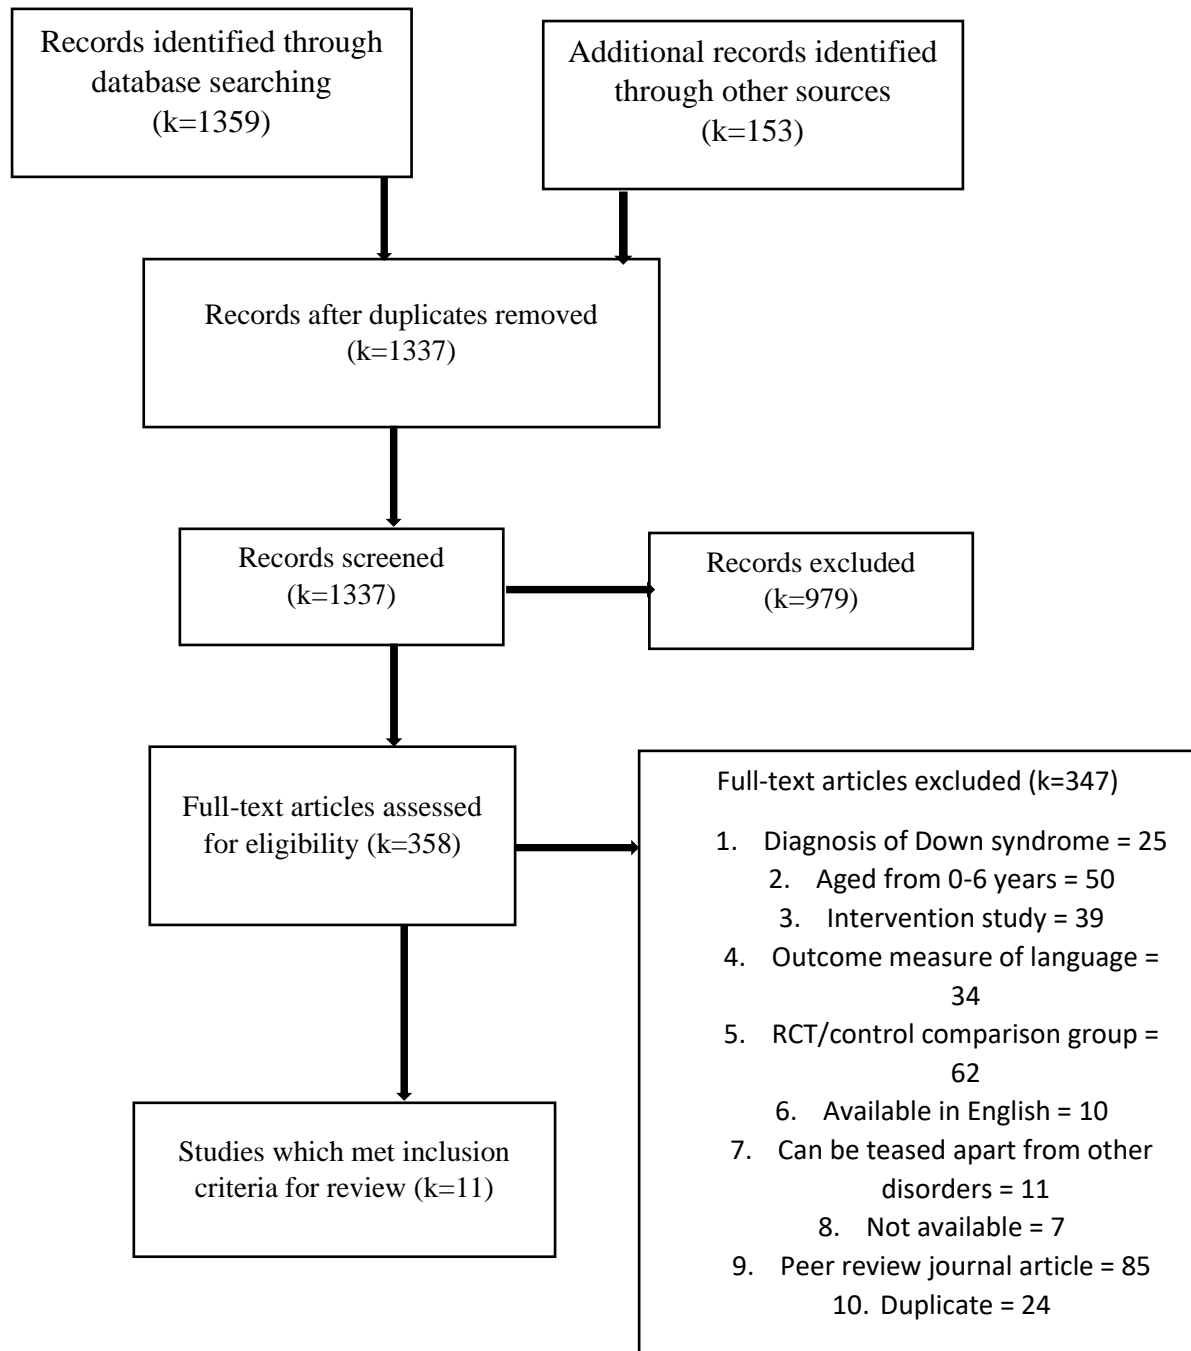 Records identified through
database searching
(k=1359)
Additional records identified
through other sources
(k=153)
Records after duplicates removed
(k=1337)
Records screened
(k=1337)
Records excluded
(k=979)
Full-text articles assessed
for eligibility (k=358)
Full-text articles excluded (k=347)
1. Diagnosis of Down syndrome = 25
2. Aged from 0-6 years = 50
3. Intervention study = 39
4. Outcome measure of language =
34
5. RCT/control comparison group =
62
6. Available in English = 10
7. Can be teased apart from other
disorders = 11
8. Not available = 7
9. Peer review journal article = 85
10. Duplicate = 24
Studies which met inclusion
criteria for review (k=11)